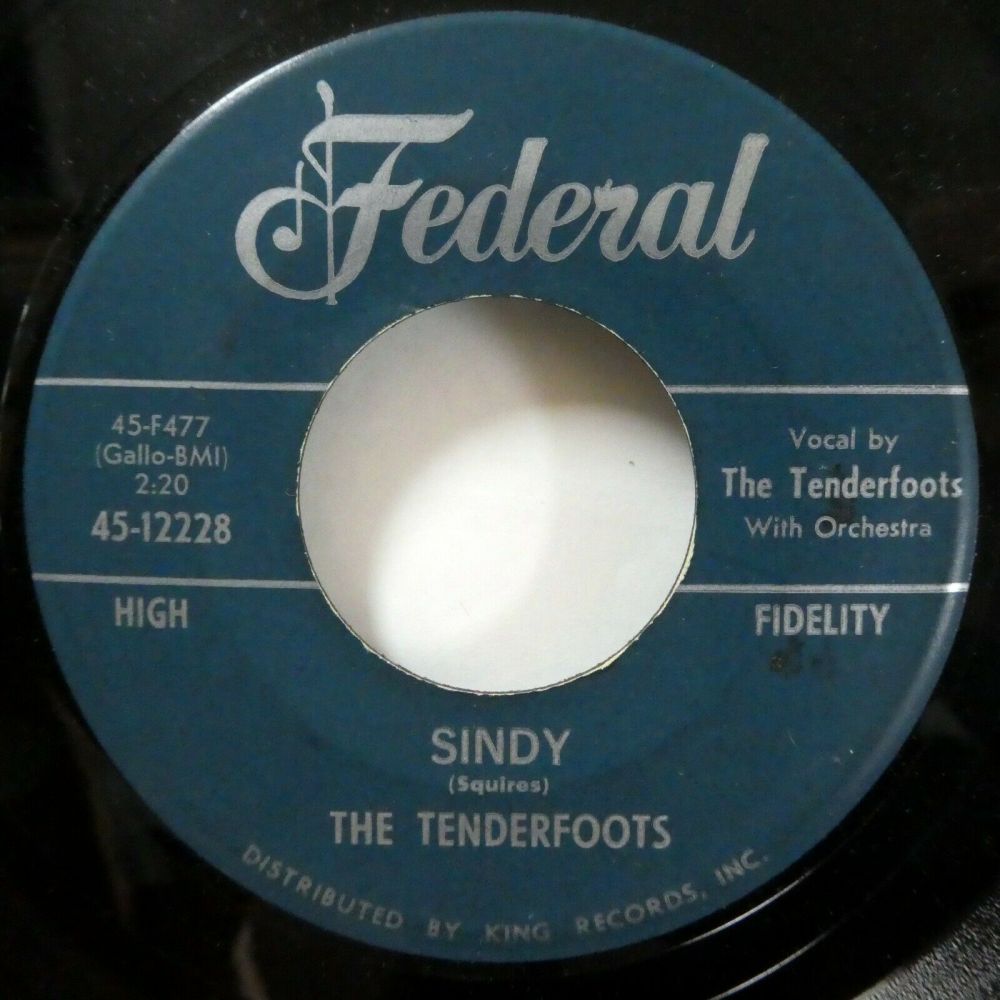 Federal
45-F477
(Gallo-BMI)
2:20
45-12228
Vocal by
The Tenderfoots
With Orchestra
HIGH
FIDELITY
SINDY
(Squires)
THE TENDERFOOTS
DISTRIBUTED BY KING RECORDS, INC.